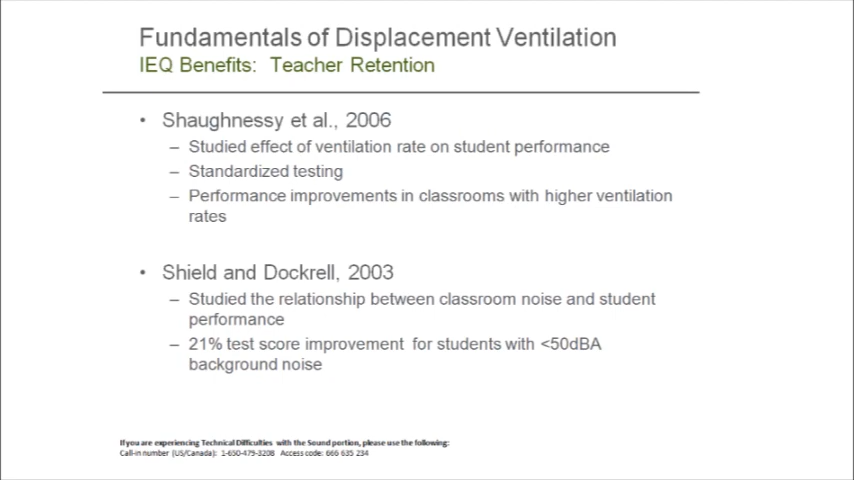 Fundamentals of Displacement Ventilation
IEQ Benefits: Teacher Retention
• Shaughnessy et al., 2006
– Studied effect of ventilation rate on student performance
– Standardized testing
– Performance improvements in classrooms with higher ventilation
rates
• Shield and Dockrell, 2003
– Studied the relationship between classroom noise and student
performance
– 21% test score improvement for students with <50dBA
background noise
If you are experiencing Technical Difficulties with the Sound portion, please use the following:
Call-in number (US/Canada): 1-650-479-3208 Access code: 666 635 234